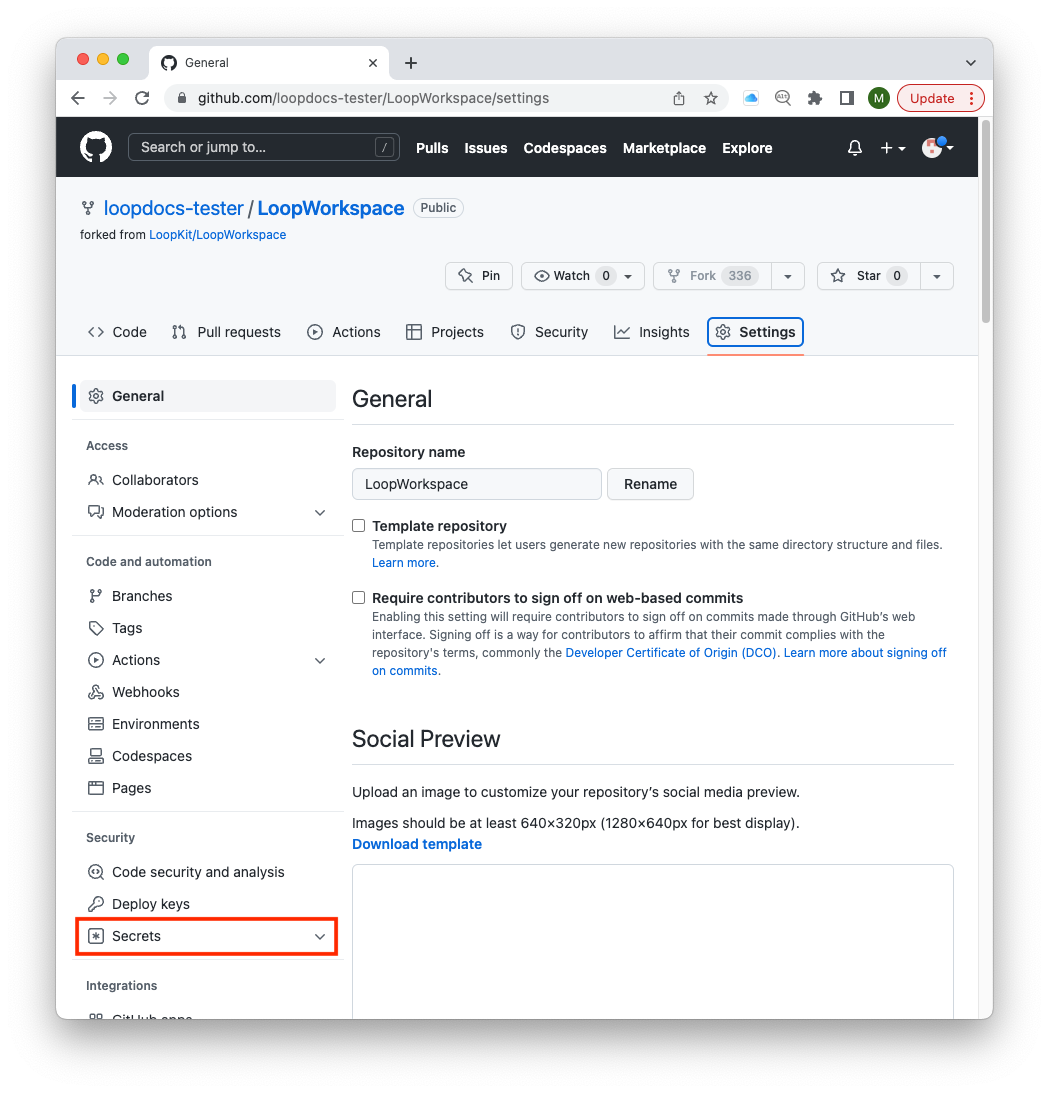 General
github.com/loopdocs-tester/LoopWorkspace/settings
M
Update
Search or jump to...
/
Pulls
Issues
Codespaces
Marketplace
Explore
loopdocs-tester / LoopWorkspace
Public
forked from LoopKit/LoopWorkspace
Pin
Watch 0
Fork 336
Star 0
Code
Pull requests
Actions
Projects
Security
Insights
Settings
General
Access
Collaborators
Moderation options
Code and automation
Branches
Tags
Actions
Webhooks
Environments
Codespaces
Pages
Security
Code security and analysis
Deploy keys
Secrets
Integrations
GitHub apps
General
Repository name
LoopWorkspace
Rename
Template repository
Template repositories let users generate new repositories with the same directory structure and files.
Learn more.
Require contributors to sign off on web-based commits
Enabling this setting will require contributors to sign off on commits made through GitHub’s web
interface. Signing off is a way for contributors to affirm that their commit complies with the
repository's terms, commonly the Developer Certificate of Origin (DCO). Learn more about signing off
on commits.
Social Preview
Upload an image to customize your repository’s social media preview.
Images should be at least 640×320px (1280×640px for best display).
Download template